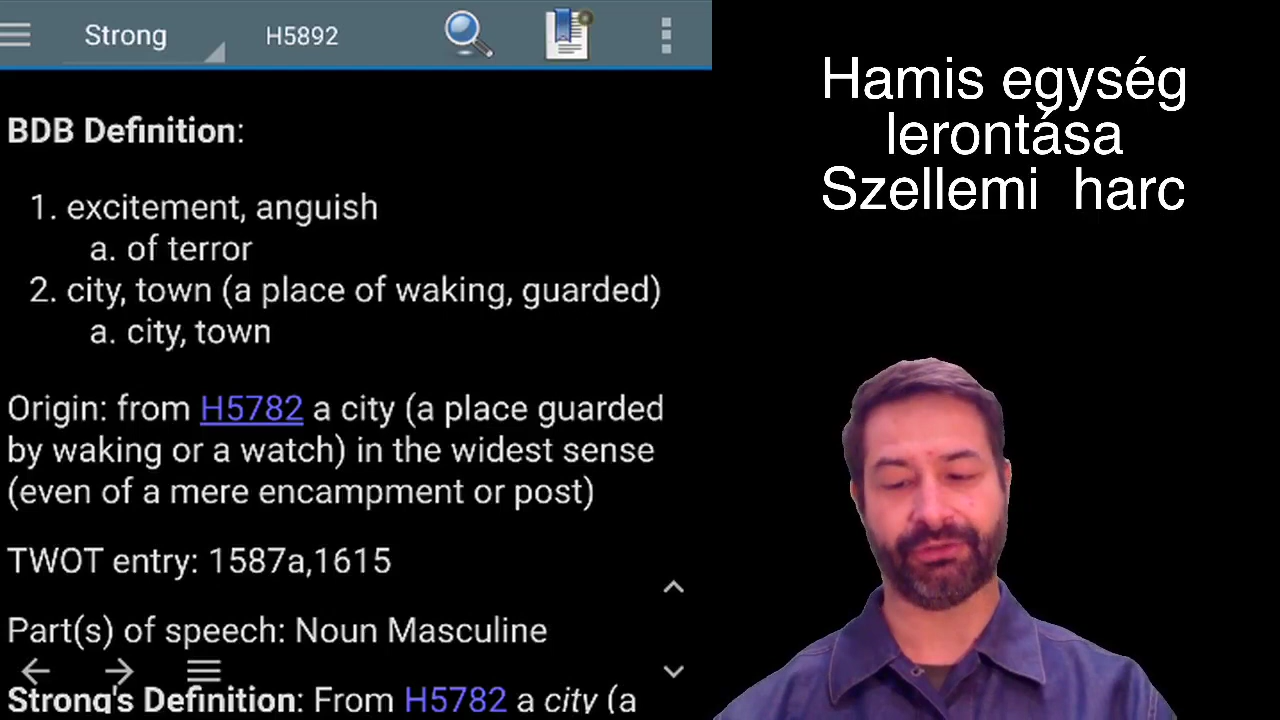 Strong H5892
BDB Definition:
1. excitement, anguish
a. of terror
2. city, town (a place of waking, guarded)
a. city, town
Origin: from H5782 a city (a place guarded
by waking or a watch) in the widest sense
(even of a mere encampment or post)
TWOT entry: 1587a,1615
Part(s) of speech: Noun Masculine
Strong's Definition: From H5782 a city (a
Hamis egység
lerontása
Szellemi harc